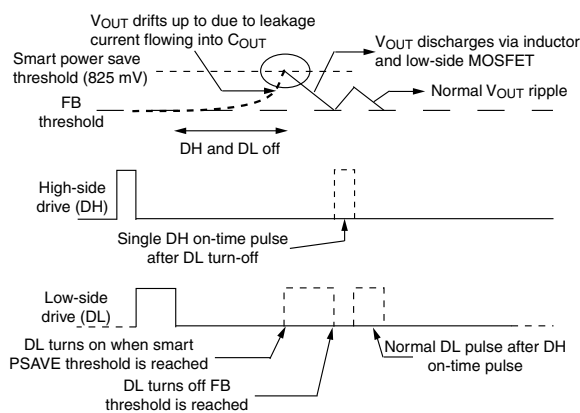 VOUT drifts up to due to leakage
current flowing into COUT
Smart power save
threshold (825 mV)
VOUT discharges via inductor
and low-side MOSFET
FB
threshold
Normal VOUT ripple
DH and DL off
High-side
drive (DH)
Single DH on-time pulse
after DL turn-off
Low-side
drive (DL)
DL turns on when smart
PSAVE threshold is reached
Normal DL pulse after DH
on-time pulse
DL turns off FB
threshold is reached